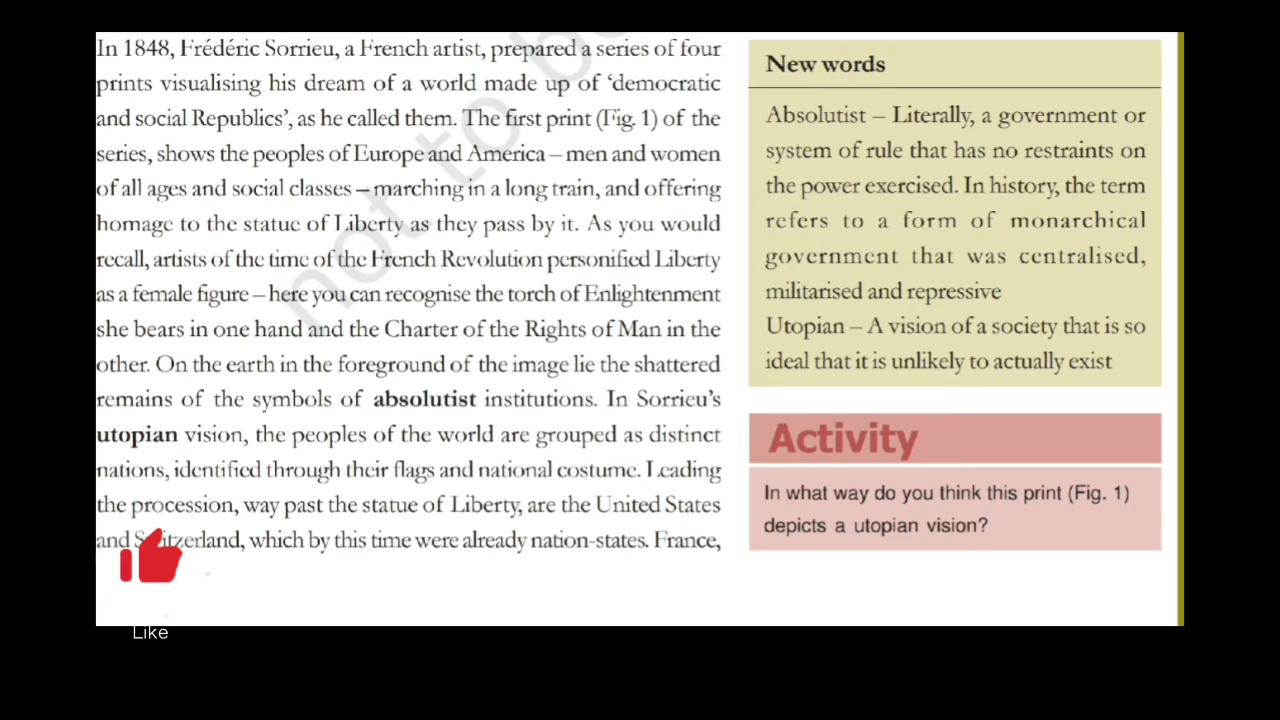 In 1848, Frédéric Sorrieu, a French artist, prepared a series of four
prints visualising his dream of a world made up of ‘democratic
and social Republics’, as he called them. The first print (Fig. 1) of the
series, shows the peoples of Europe and America – men and women
of all ages and social classes – marching in a long train, and offering
homage to the statue of Liberty as they pass by it. As you would
recall, artists of the time of the French Revolution personified Liberty
as a female figure – here you can recognise the torch of Enlightenment
she bears in one hand and the Charter of the Rights of Man in the
other. On the earth in the foreground of the image lie the shattered
remains of the symbols of absolutist institutions. In Sorrieu’s
utopian vision, the peoples of the world are grouped as distinct
nations, identified through their flags and national costume. Leading
the procession, way past the statue of Liberty, are the United States
and Switzerland, which by this time were already nation-states. France,
not to be
Like
New words
Absolutist – Literally, a government or
system of rule that has no restraints on
the power exercised. In history, the term
refers to a form of monarchical
government that was centralised,
militarised and repressive
Utopian – A vision of a society that is so
ideal that it is unlikely to actually exist
Activity
In what way do you think this print (Fig. 1)
depicts a utopian vision?